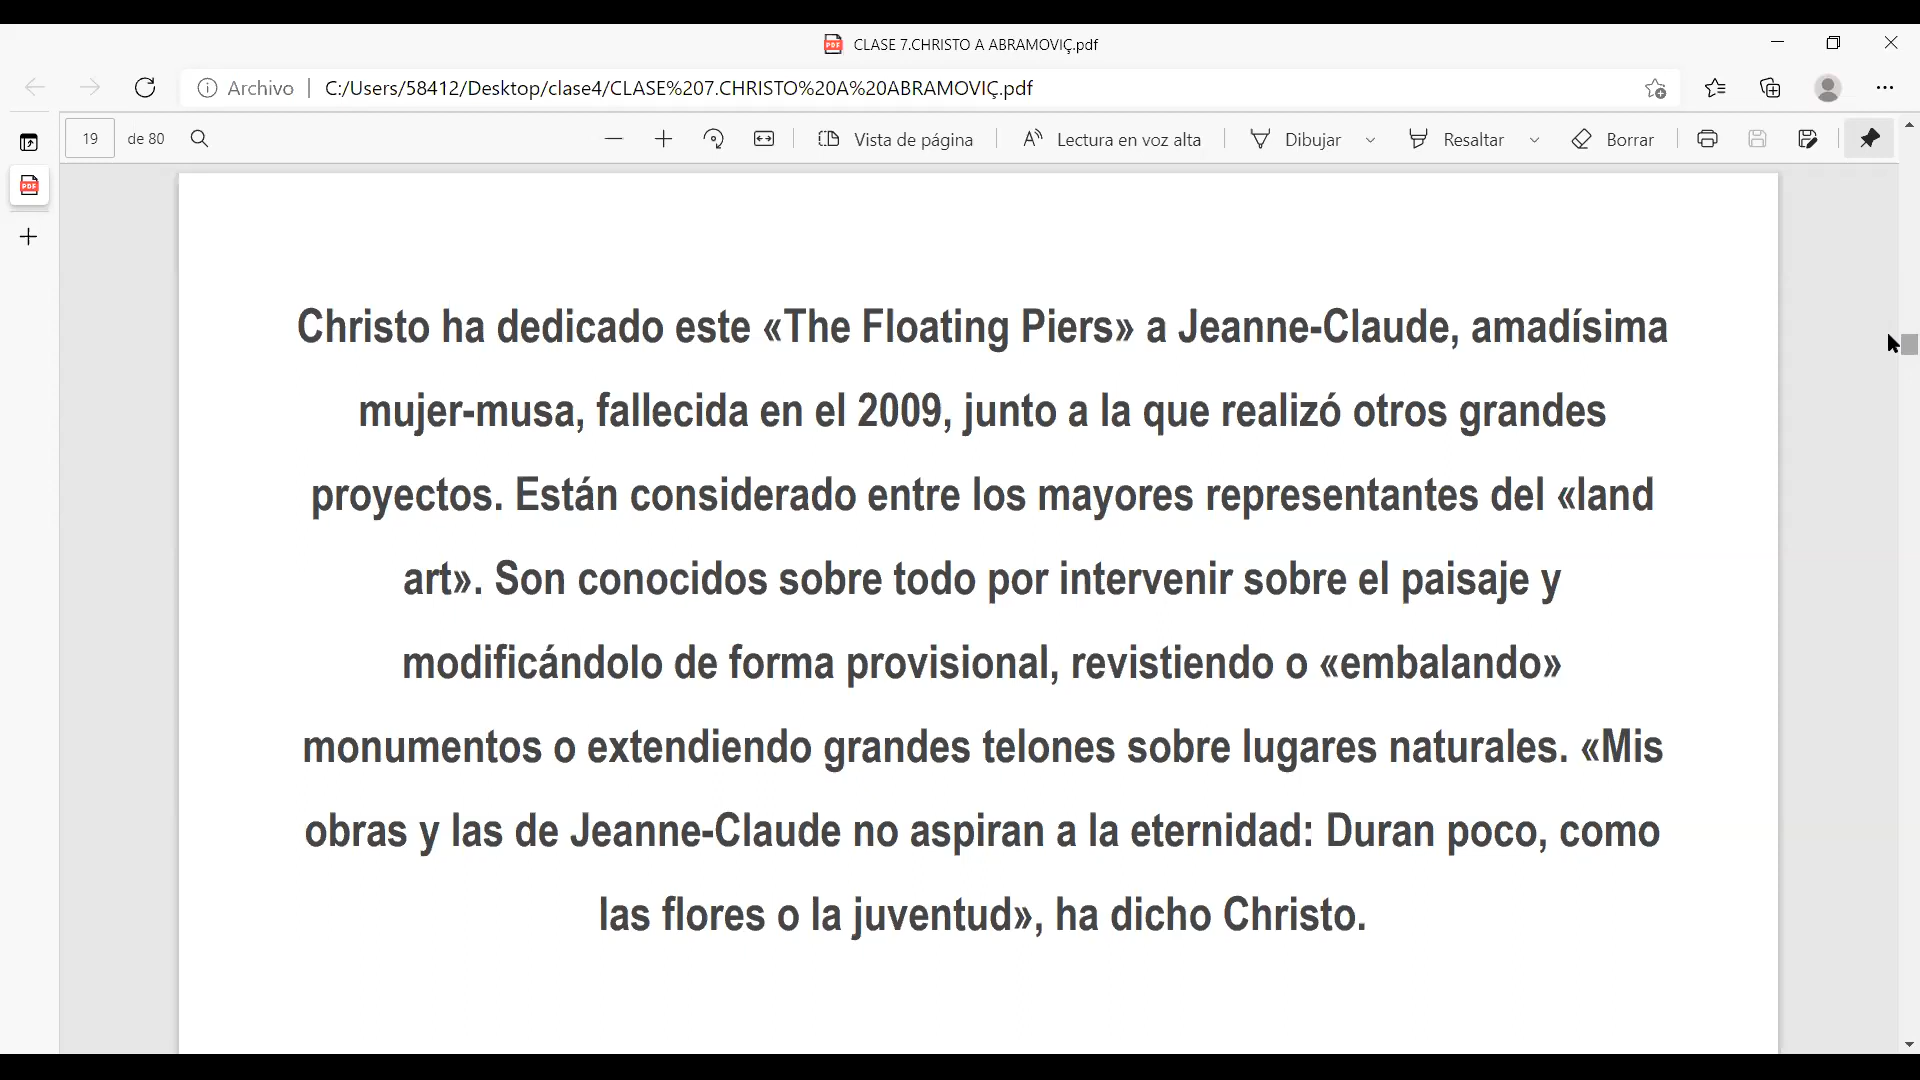 CLASE 7.CHRISTO A ABRAMOVIÇ.pdf
Archivo | C:/Users/58412/Desktop/clase4/CLASE%207.CHRISTO%20A%20ABRAMOVIÇ.pdf
19 de 80 Vista de página Lectura en voz alta Dibujar Resaltar Borrar
PDF
Christo ha dedicado este «The Floating Piers» a Jeanne-Claude, amadísima
mujer-musa, fallecida en el 2009, junto a la que realizó otros grandes
proyectos. Están considerado entre los mayores representantes del «land
art». Son conocidos sobre todo por intervenir sobre el paisaje y
modificándolo de forma provisional, revistiendo o «embalando»
monumentos o extendiendo grandes telones sobre lugares naturales. «Mis
obras y las de Jeanne-Claude no aspiran a la eternidad: Duran poco, como
las flores o la juventud», ha dicho Christo.